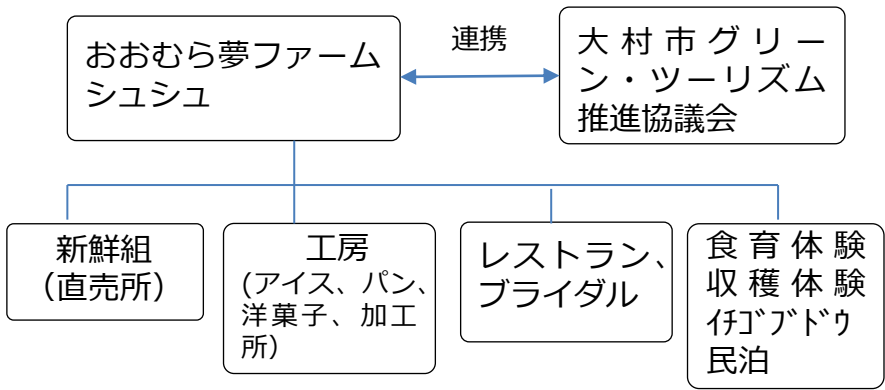 おおむら夢ファーム
シュシュ
連携
大村市グリー
ン・ツーリズム
推進協議会
新鮮組
（直売所）
工房
(アイス、パン、
洋菓子、加工
所)
レストラン、
ブライダル
食育体験
収穫体験
ｲﾁｺﾞﾌﾞﾄﾞｳ
民泊